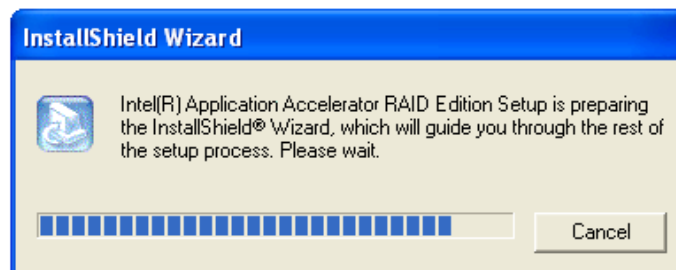 InstallShield Wizard
Intel(R) Application Accelerator RAID Edition Setup is preparing
the InstallShield® Wizard, which will guide you through the rest of
the setup process. Please wait.
Cancel